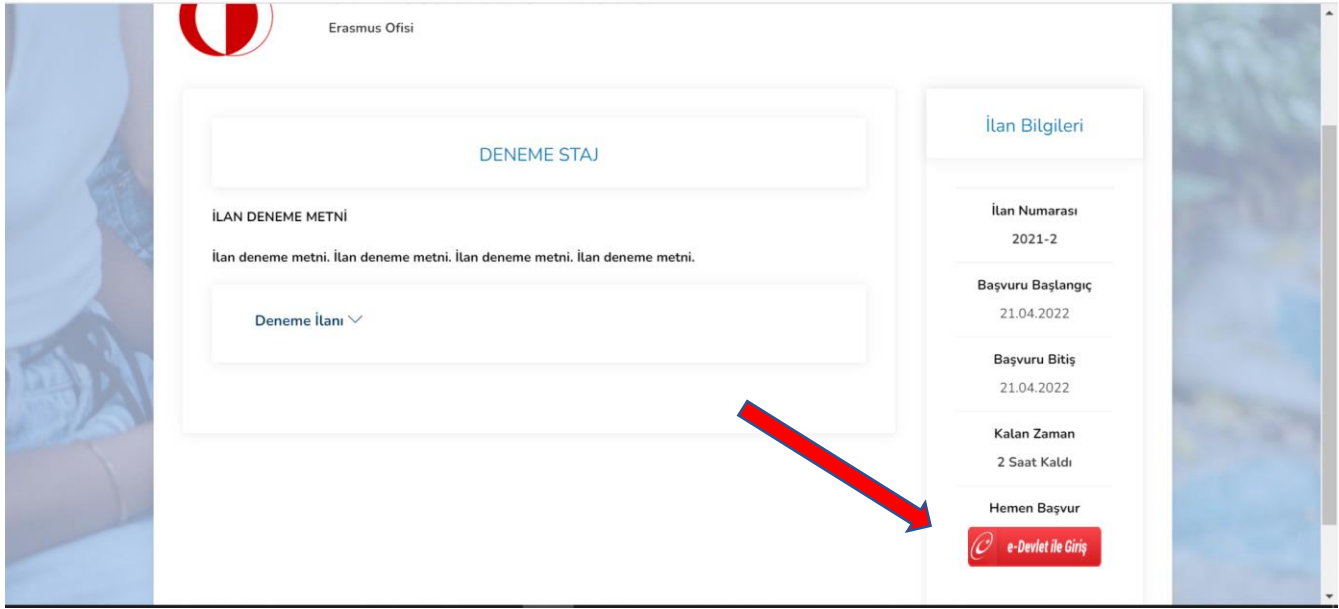 Erasmus Ofisi
DENEME STAJ
İLAN DENEME METNİ
İlan deneme metni. İlan deneme metni. İlan deneme metni. İlan deneme metni.
Deneme İlanı
İlan Bilgileri
İlan Numarası
2021-2
Başvuru Başlangıç
21.04.2022
Başvuru Bitiş
21.04.2022
Kalan Zaman
2 Saat Kaldı
Hemen Başvur
e-Devlet ile Giriş